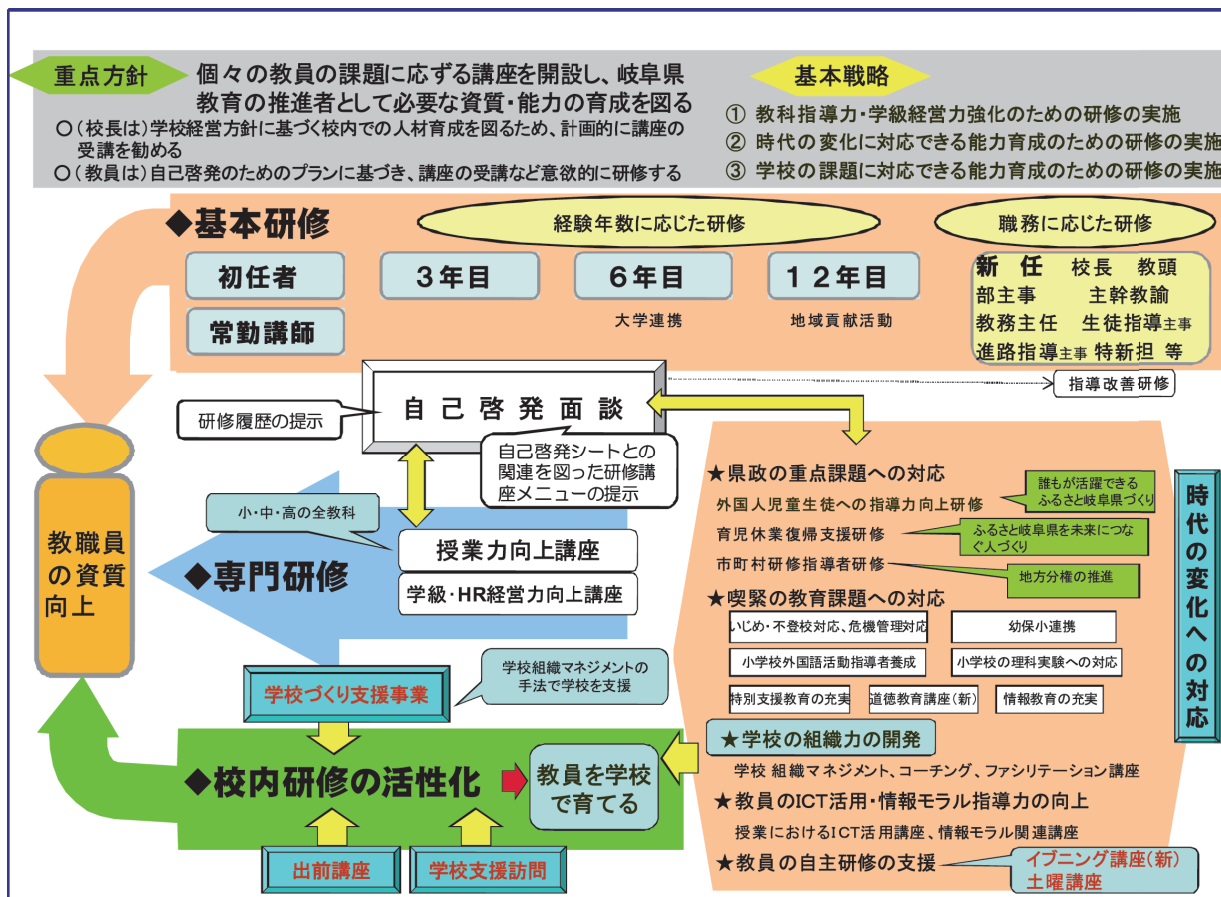 重点方針
個々の教員の課題に応ずる講座を開設し、岐阜県
教育の推進者として必要な資質・能力の育成を図る
○（校長は）学校経営方針に基づく校内での人材育成を図るため、計画的に講座の
受講を勧める
○（教員は）自己啓発のためのプランに基づき、講座の受講など意欲的に研修する
基本戦略
① 教科指導力・学級経営力強化のための研修の実施
② 時代の変化に対応できる能力育成のための研修の実施
③ 学校の課題に対応できる能力育成のための研修の実施
◆基本研修
経験年数に応じた研修
職務に応じた研修
初任者
３年目
６年目
１２年目
常勤講師
大学連携
地域貢献活動
新 任 校長 教頭
部主事 主幹教諭
教務主任 生徒指導主事
進路指導主事 特新担 等
指導改善研修
自己啓発面談
研修履歴の提示
自己啓発シートとの
関連を図った研修講
座メニューの提示
教職員
の資質
向上
小・中・高の全教科
◆専門研修
授業力向上講座
学級・HR経営力向上講座
学校づくり支援事業
学校組織マネジメントの
手法で学校を支援
◆校内研修の活性化
教員を学校
で育てる
出前講座
学校支援訪問
★県政の重点課題への対応
外国人児童生徒への指導力向上研修
誰もが活躍できる
ふるさと岐阜県づくり
育児休業復帰支援研修
ふるさと岐阜県を未来につな
ぐ人づくり
市町村研修指導者研修
地方分権の推進
★喫緊の教育課題への対応
いじめ・不登校対応、危機管理対応
幼保小連携
小学校外国語活動指導者養成
小学校の理科実験への対応
特別支援教育の充実
道徳教育講座（新）
情報教育の充実
★学校の組織力の開発
学校 組織マネジメント、コーチング、ファシリテーション講座
★教員のICT活用・情報モラル指導力の向上
授業におけるICT活用講座、情報モラル関連講座
★教員の自主研修の支援
イブニング講座（新）
土曜講座
時代の変化への対応